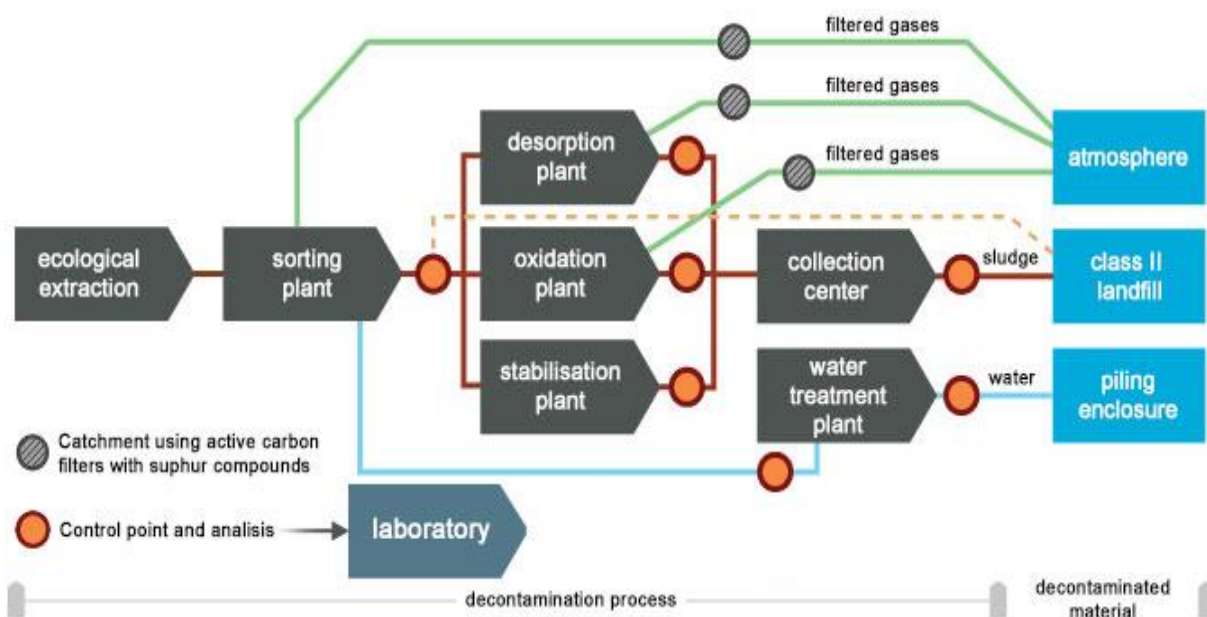 filtered gases
filtered gases
filtered gases
desorption
plant
atmosphere
ecological
extraction
sorting
plant
oxidation
plant
collection
center
sludge
class II
landfill
stabilisation
plant
water
treatment
plant
water
piling
enclosure
Catchment using active carbon
filters with suphur compounds
Control point and analisis
laboratory
decontamination process
decontaminated
material